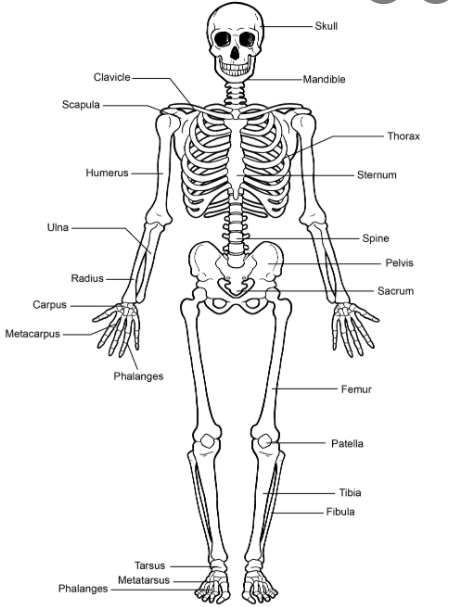 Skull
Clavicle
Mandible
Scapula
Thorax
Humerus
Sternum
Ulna
Spine
Pelvis
Radius
Sacrum
Carpus
Metacarpus
Phalanges
Femur
Patella
Tibia
Fibula
Tarsus
Metatarsus
Phalanges